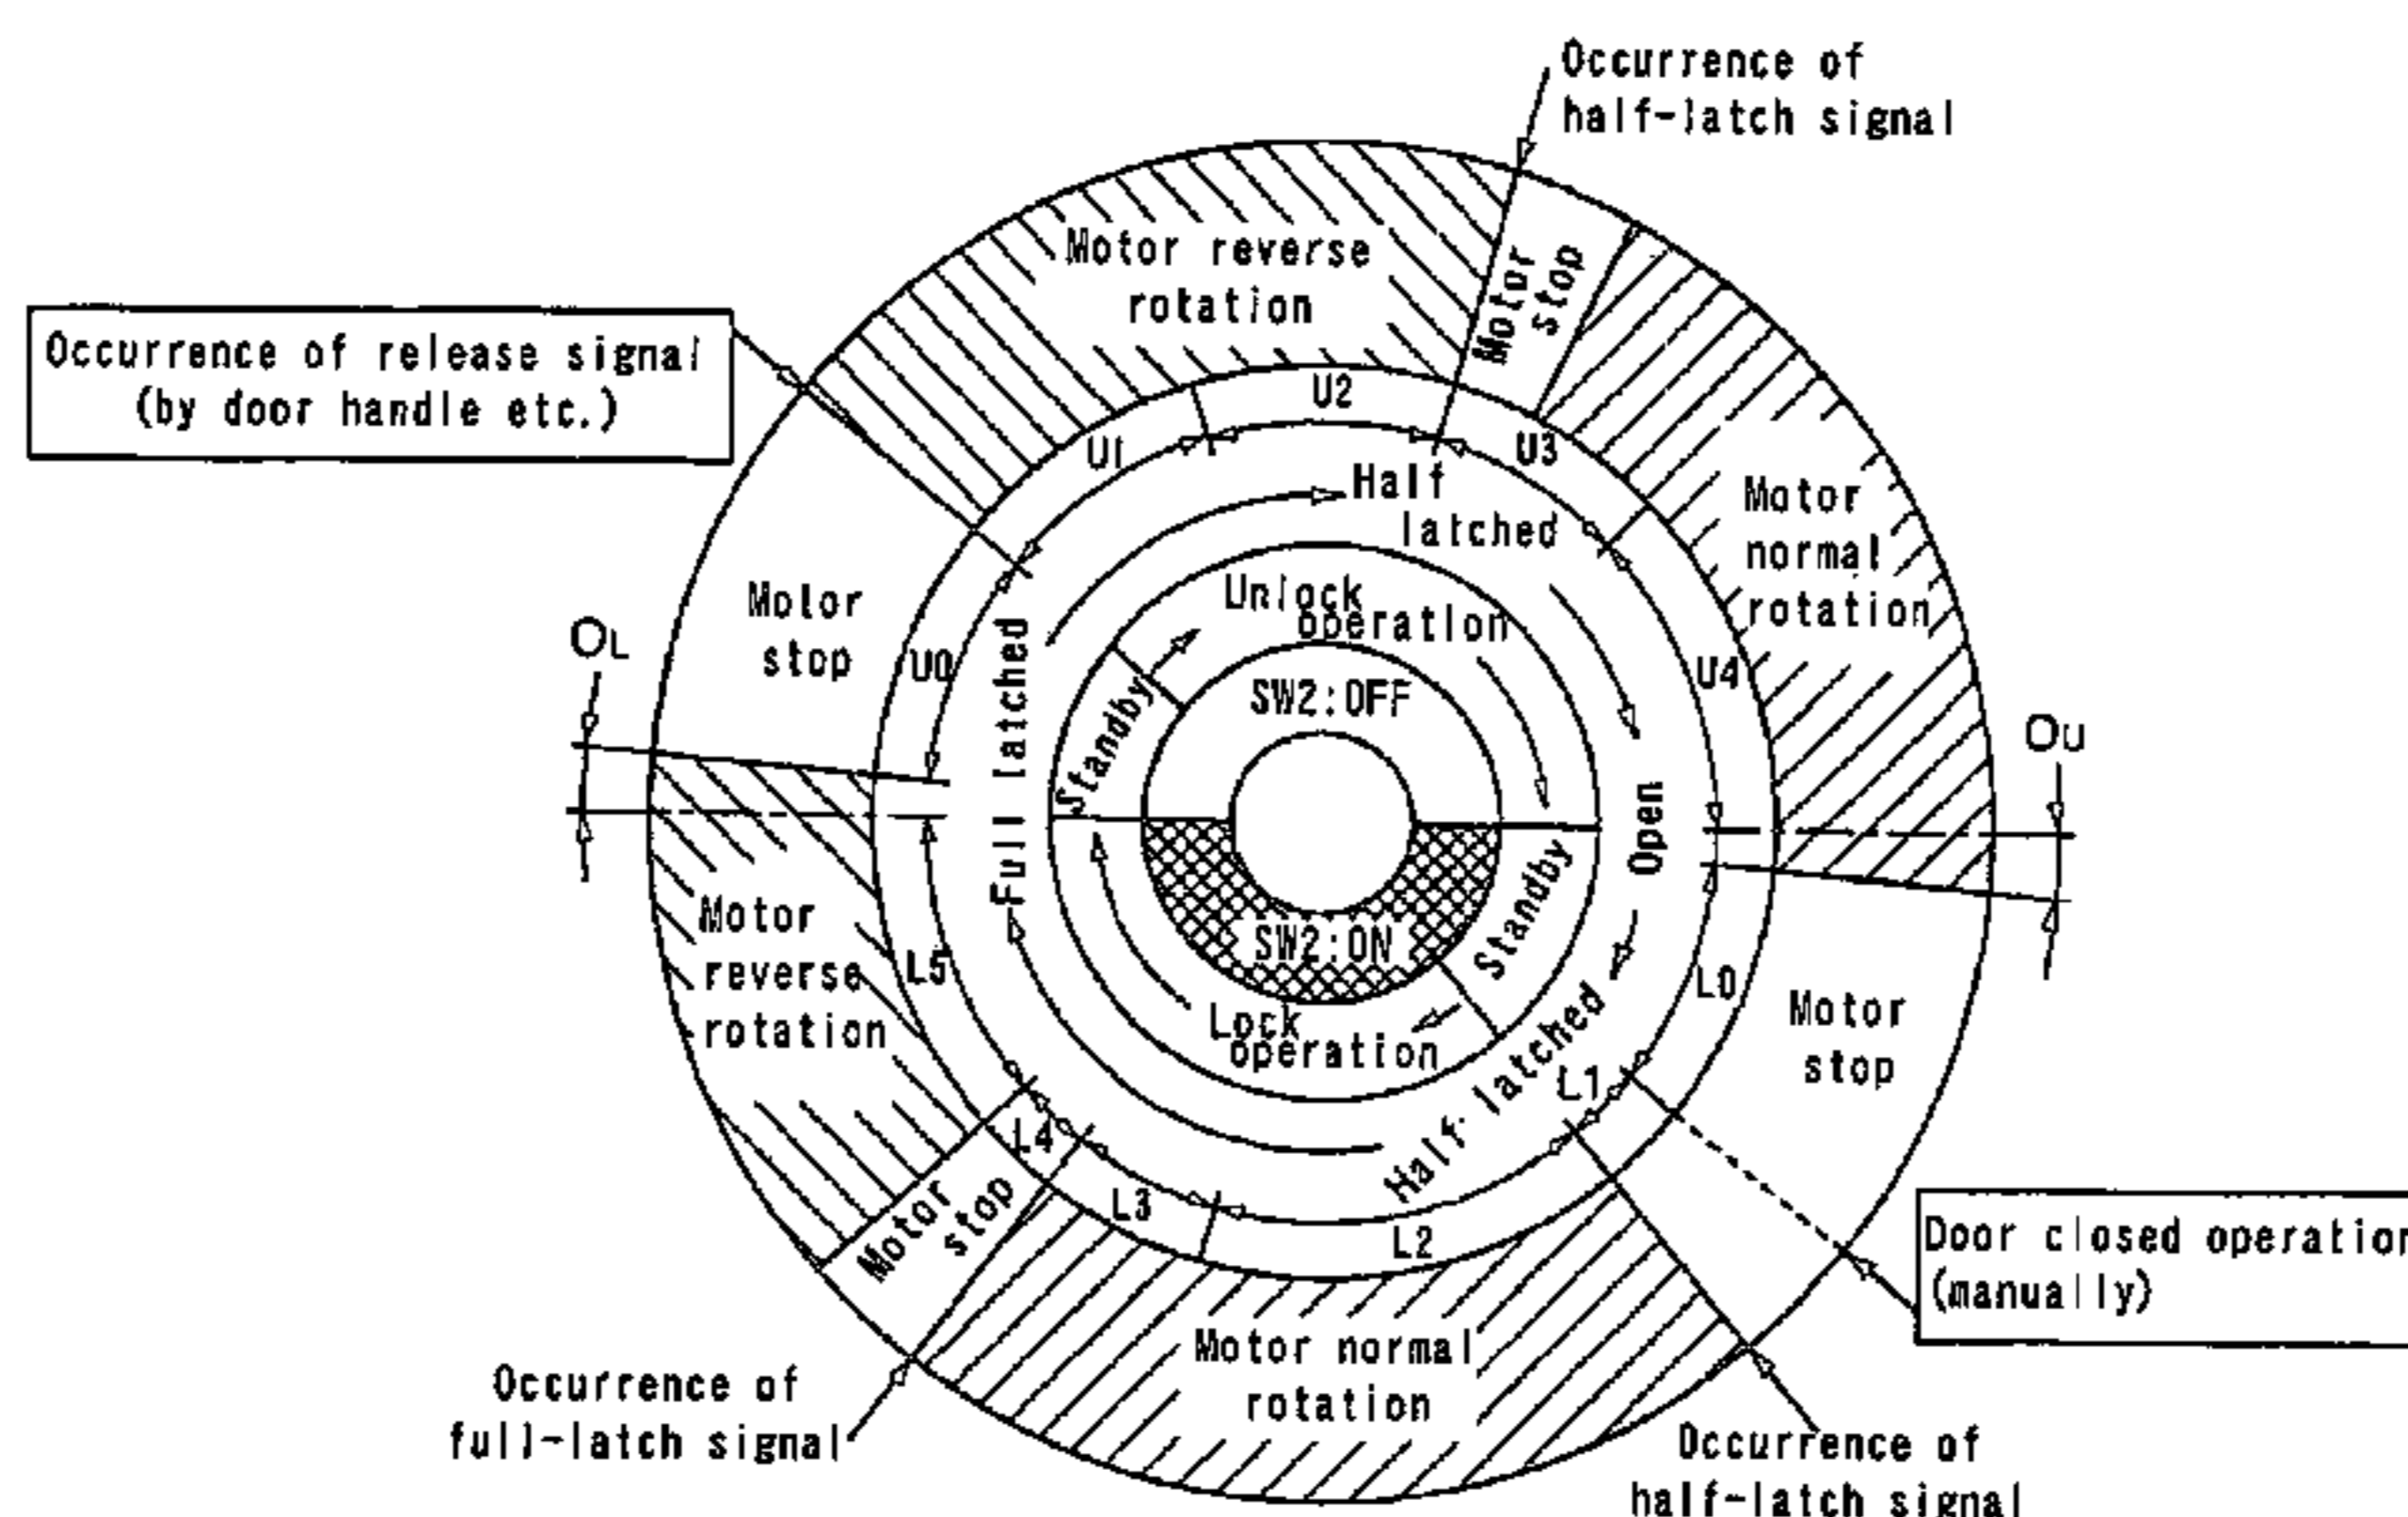 Occurrence of
half-latch signal
Motor reverse
rotation
Motor
stop
Occurrence of release signal
(by door handle etc.)
U2
U1
U3
Half
latched
Motor
normal
rotation
Motor
stop
OL
U0
Full latched
Unlock
operation
Standby
SW2:OFF
U4
OU
Open
Motor
reverse
rotation
L5
SW2:ON
Standby
L0
Motor
stop
Lock
operation
Half latched
L1
L4
L3
L2
Motor
stop
Door closed operation
(manually)
Motor normal
rotation
Occurrence of
full-latch signal
Occurrence of
half-latch signal